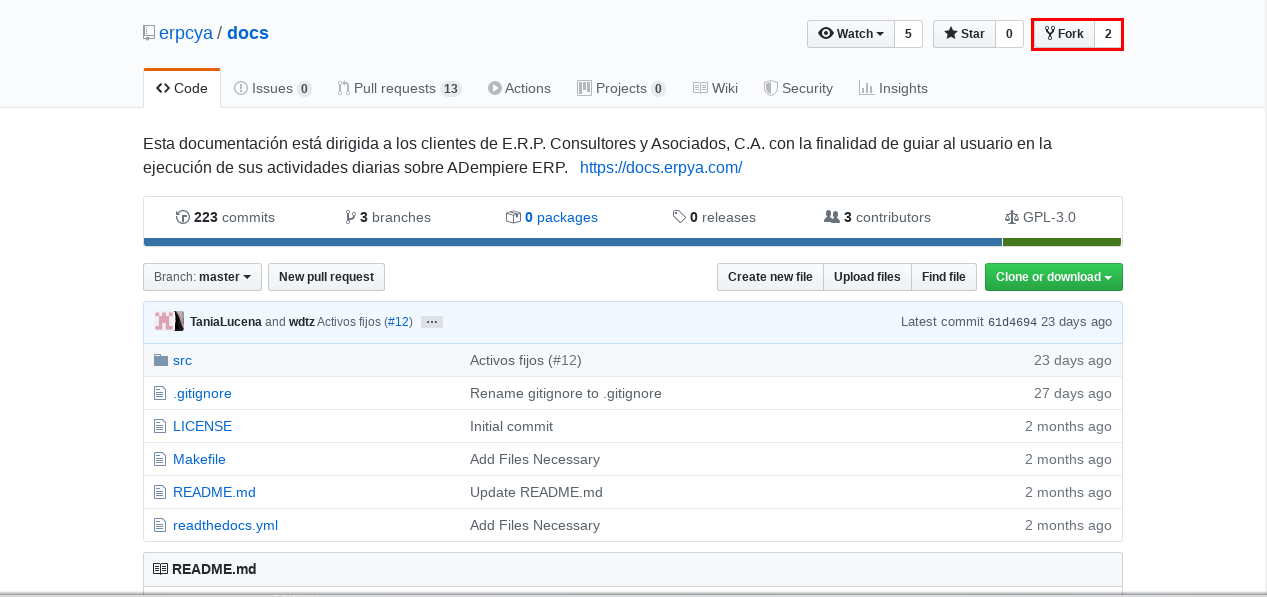 erpcya / docs
Watch 5 Star 0 Fork 2
Code Issues 0 Pull requests 13 Actions Projects 0 Wiki Security Insights
Esta documentación está dirigida a los clientes de E.R.P. Consultores y Asociados, C.A. con la finalidad de guiar al usuario en la
ejecución de sus actividades diarias sobre ADempiere ERP. https://docs.erpya.com/
223 commits 3 branches 0 packages 0 releases 3 contributors GPL-3.0
Branch: master New pull request Create new file Upload files Find file Clone or download
TaniaLucena and wdtz Activos fijos (#12) ... Latest commit 61d4694 23 days ago
src Activos fijos (#12) 23 days ago
.gitignore Rename gitignore to .gitignore 27 days ago
LICENSE Initial commit 2 months ago
Makefile Add Files Necessary 2 months ago
README.md Update README.md 2 months ago
readthedocs.yml Add Files Necessary 2 months ago
README.md